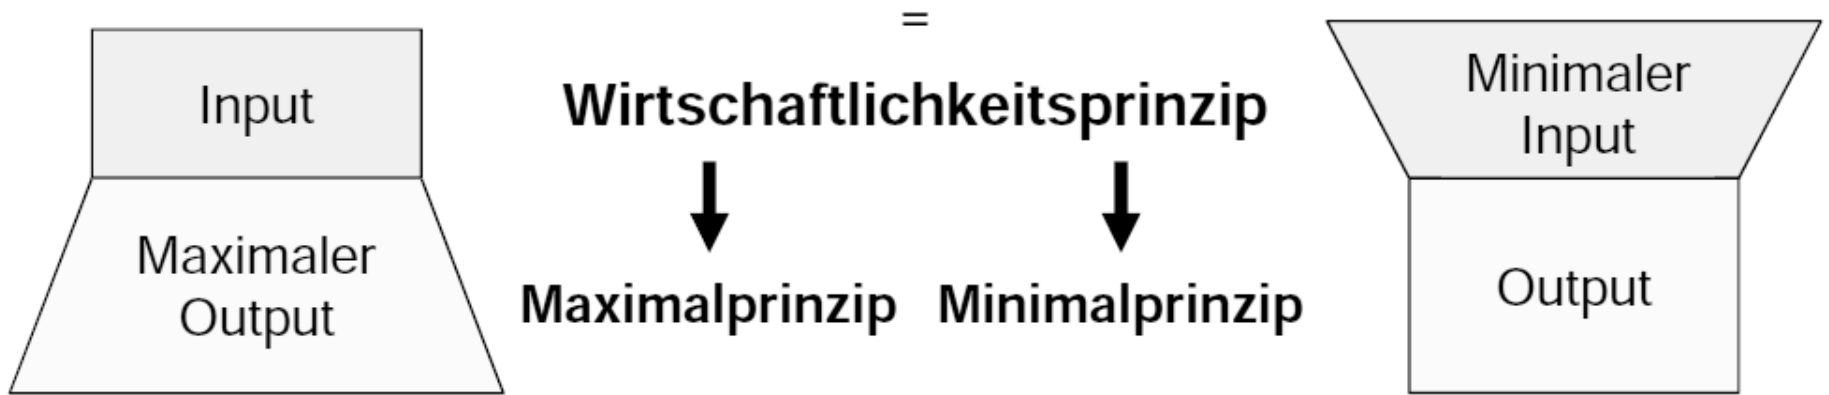 =
Input
Maximaler
Output
Wirtschaftlichkeitsprinzip
Maximalprinzip
Minimalprinzip
Minimaler
Input
Output